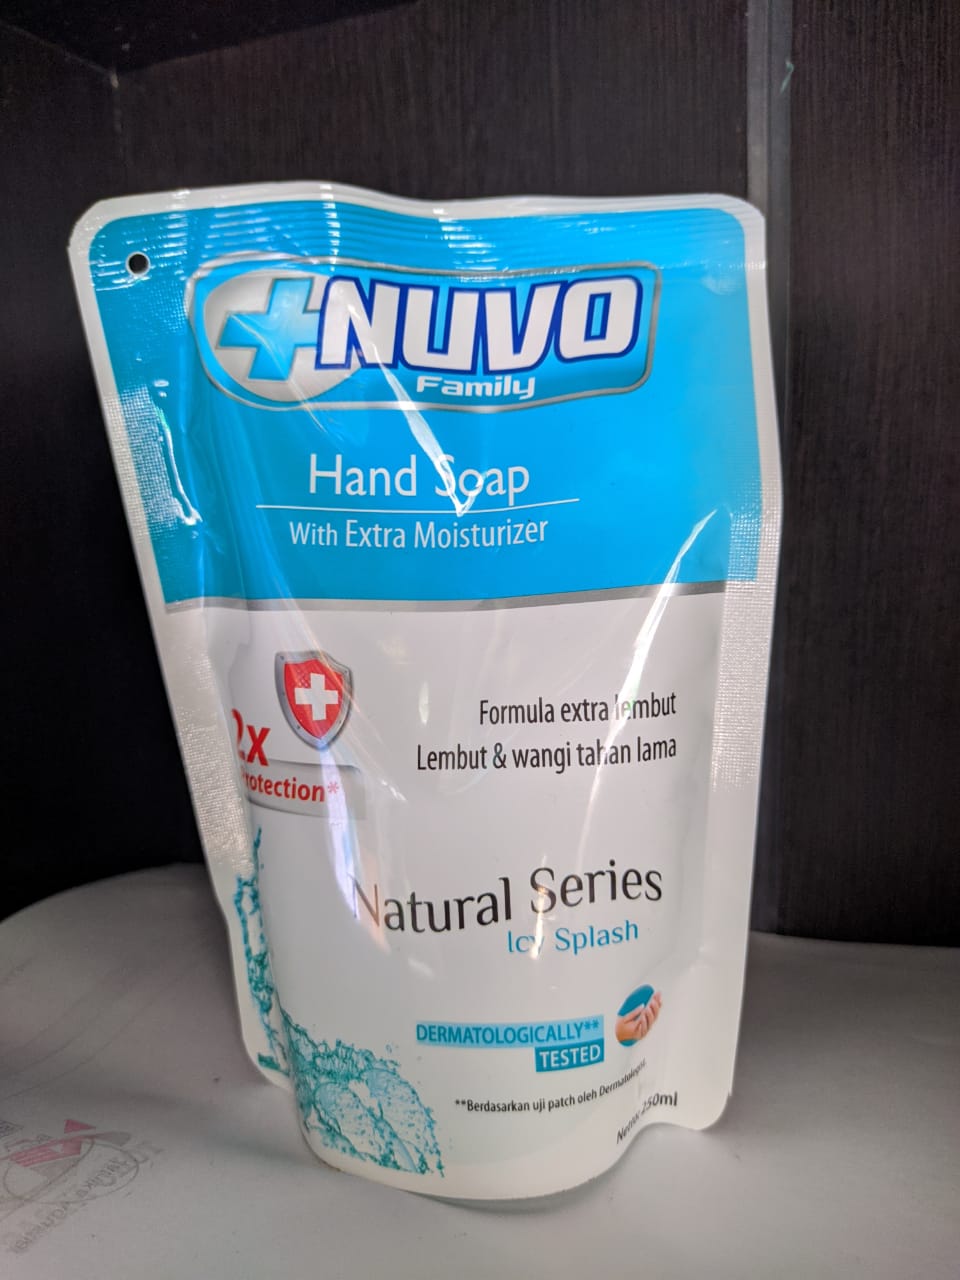 NUVO
Family
Hand Soap
With Extra Moisturizer
2x
Protection*
Formula extra lembut
Lembut & wangi tahan lama
Natural Series
Icy Splash
DERMATOLOGICALLY**
TESTED
**Berdasarkan uji patch oleh Dermatologis.
250ml